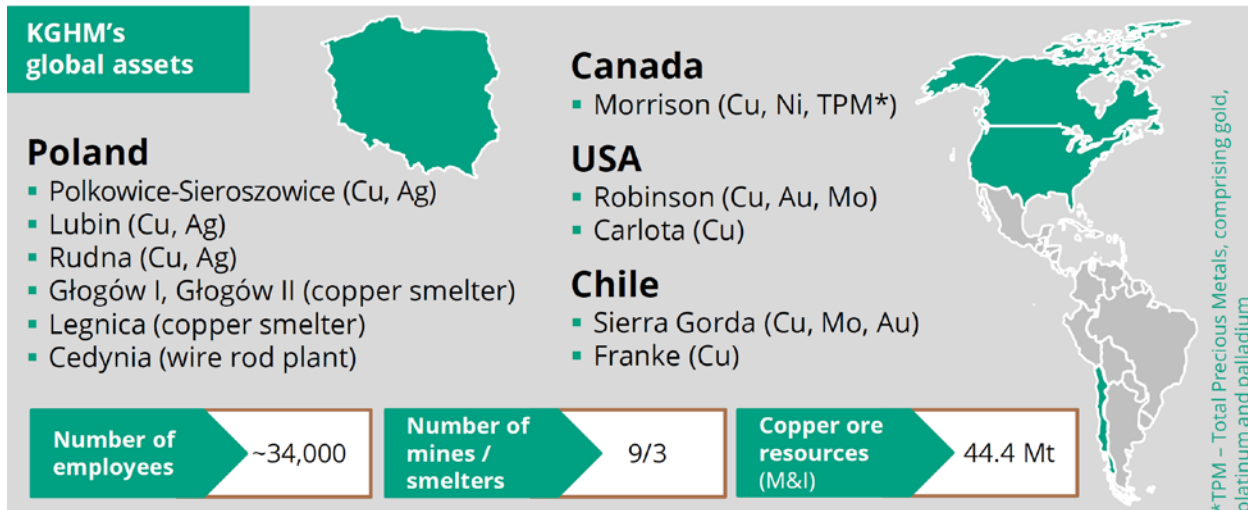 KGHM's
global assets
Poland
▪ Polkowice-Sieroszowice (Cu, Ag)
▪ Lubin (Cu, Ag)
▪ Rudna (Cu, Ag)
▪ Głogów I, Głogów II (copper smelter)
▪ Legnica (copper smelter)
▪ Cedynia (wire rod plant)
Canada
▪ Morrison (Cu, Ni, TPM*)
USA
▪ Robinson (Cu, Au, Mo)
▪ Carlota (Cu)
Chile
▪ Sierra Gorda (Cu, Mo, Au)
▪ Franke (Cu)
Number of
employees
~34,000
Number of
mines /
smelters
9/3
Copper ore
resources
(M&I)
44.4 Mt
*TPM – Total Precious Metals, comprising gold,
platinum and palladium